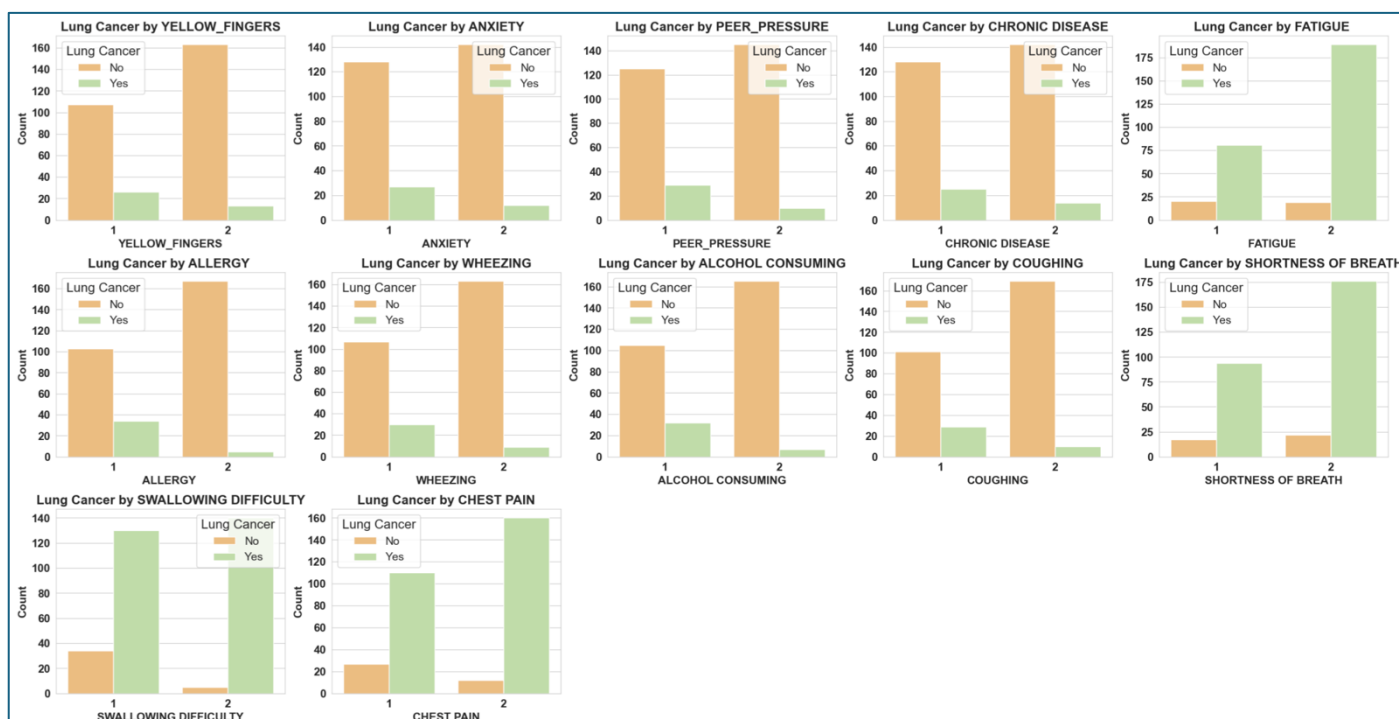 Lung Cancer by YELLOW_FINGERS
160
140
120
100
80
60
40
20
0
Count
Lung Cancer
No
Yes
1
2
YELLOW_FINGERS
Lung Cancer by ANXIETY
140
120
100
80
60
40
20
0
Count
Lung Cancer
No
Yes
1
2
ANXIETY
Lung Cancer by PEER_PRESSURE
140
120
100
80
60
40
20
0
Count
Lung Cancer
No
Yes
1
2
PEER_PRESSURE
Lung Cancer by CHRONIC DISEASE
140
120
100
80
60
40
20
0
Count
Lung Cancer
No
Yes
1
2
CHRONIC DISEASE
Lung Cancer by FATIGUE
175
150
125
100
75
50
25
0
Count
Lung Cancer
No
Yes
1
2
FATIGUE
Lung Cancer by ALLERGY
160
140
120
100
80
60
40
20
0
Count
Lung Cancer
No
Yes
1
2
ALLERGY
Lung Cancer by WHEEZING
160
140
120
100
80
60
40
20
0
Count
Lung Cancer
No
Yes
1
2
WHEEZING
Lung Cancer by ALCOHOL CONSUMING
160
140
120
100
80
60
40
20
0
Count
Lung Cancer
No
Yes
1
2
ALCOHOL CONSUMING
Lung Cancer by COUGHING
160
140
120
100
80
60
40
20
0
Count
Lung Cancer
No
Yes
1
2
COUGHING
Lung Cancer by SHORTNESS OF BREATH
175
150
125
100
75
50
25
0
Count
Lung Cancer
No
Yes
1
2
SHORTNESS OF BREATH
Lung Cancer by SWALLOWING DIFFICULTY
140
120
100
80
60
40
20
0
Count
Lung Cancer
No
Yes
1
2
SWALLOWING DIFFICULTY
Lung Cancer by CHEST PAIN
160
140
120
100
80
60
40
20
0
Count
Lung Cancer
No
Yes
1
2
CHEST PAIN